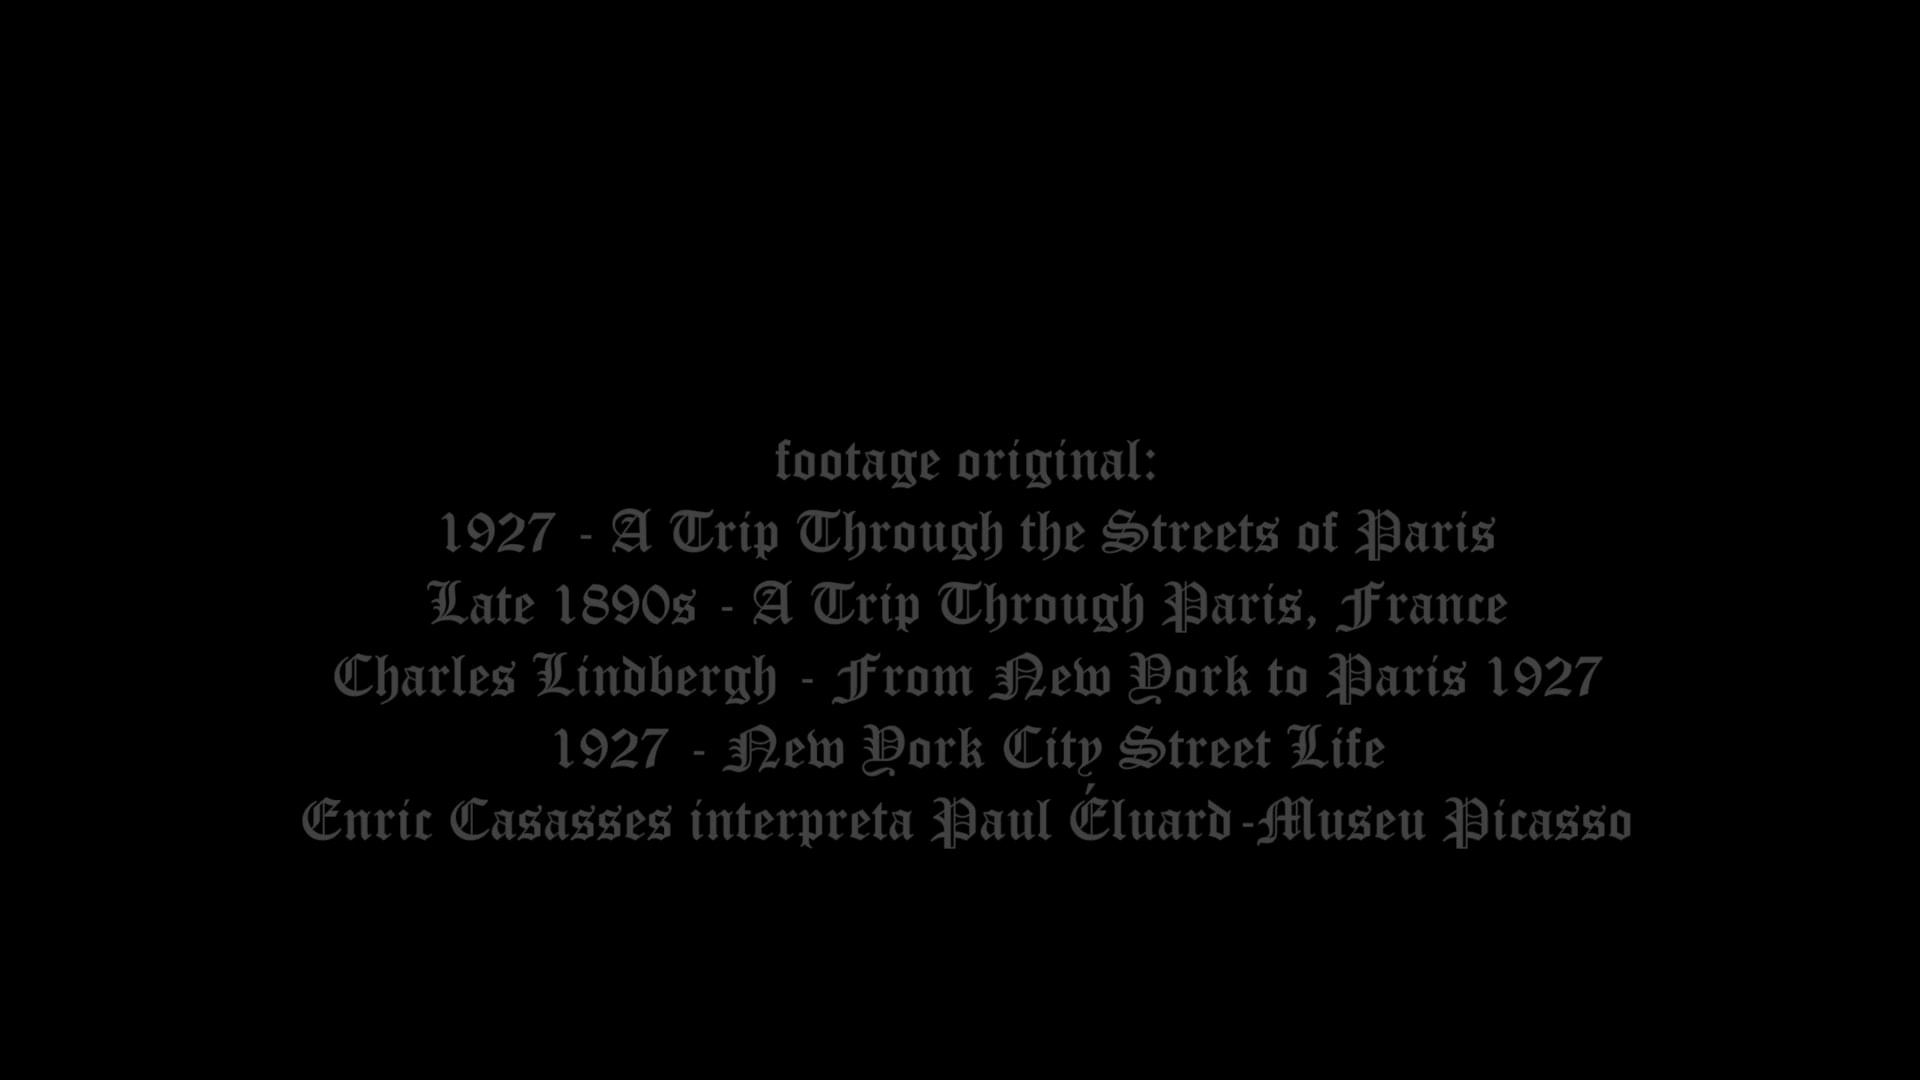 footage original:
1927 - A Trip Through the Streets of Paris
Late 1890s - A Trip Through Paris, France
Charles Lindbergh - From New York to Paris 1927
1927 - New York City Street Life
Enric Casasses interpreta Paul Éluard-Museu Picasso